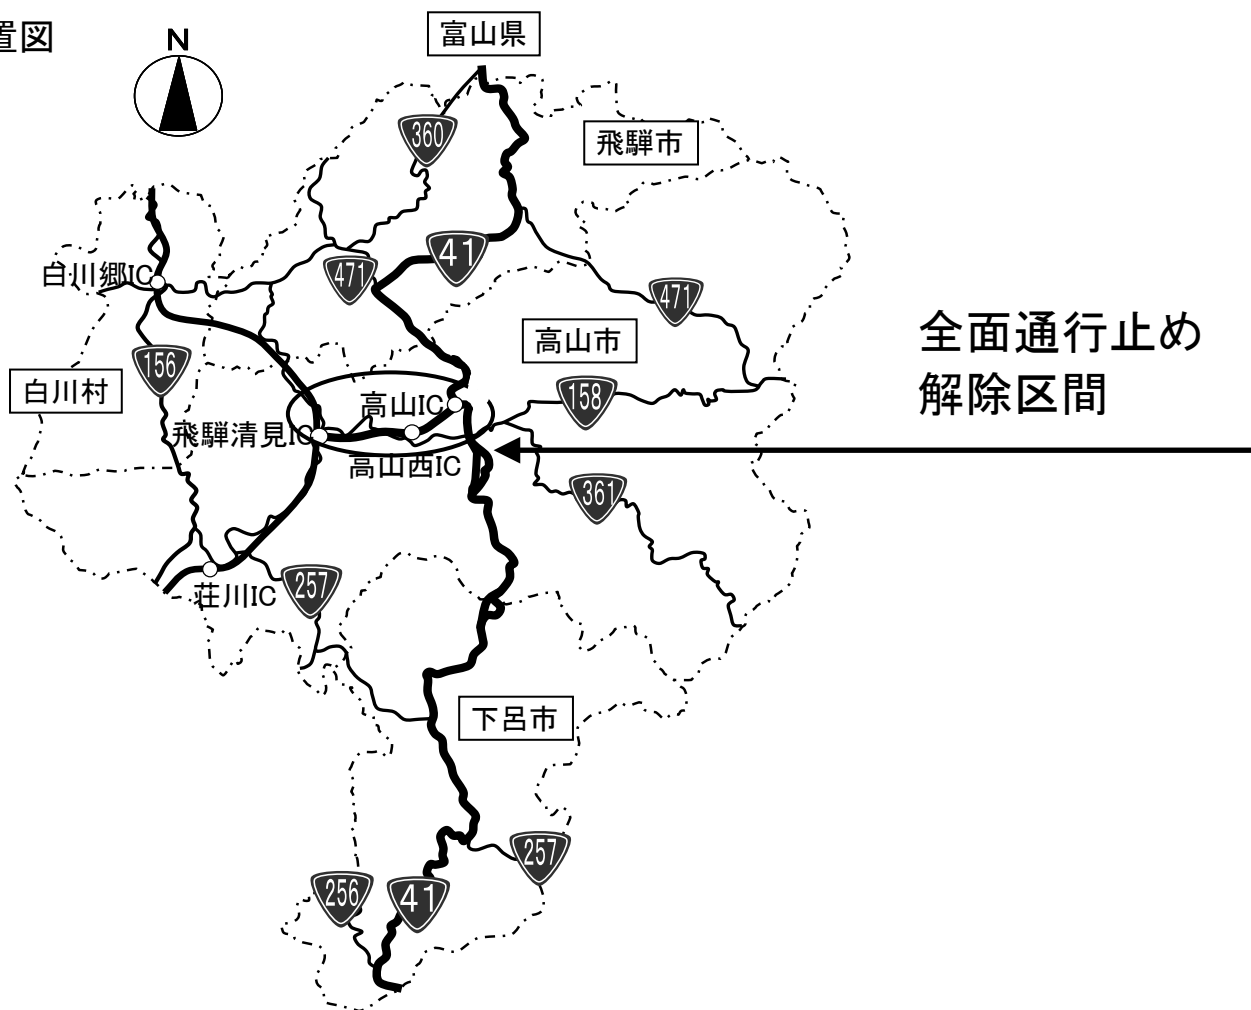 置図
N
富山県
360
飛騨市
41
471
白川郷IC
471
高山市
全面通行止め
解除区間
156
白川村
158
高山IC
飛騨清見IC
高山西IC
361
257
荘川IC
下呂市
257
256
41